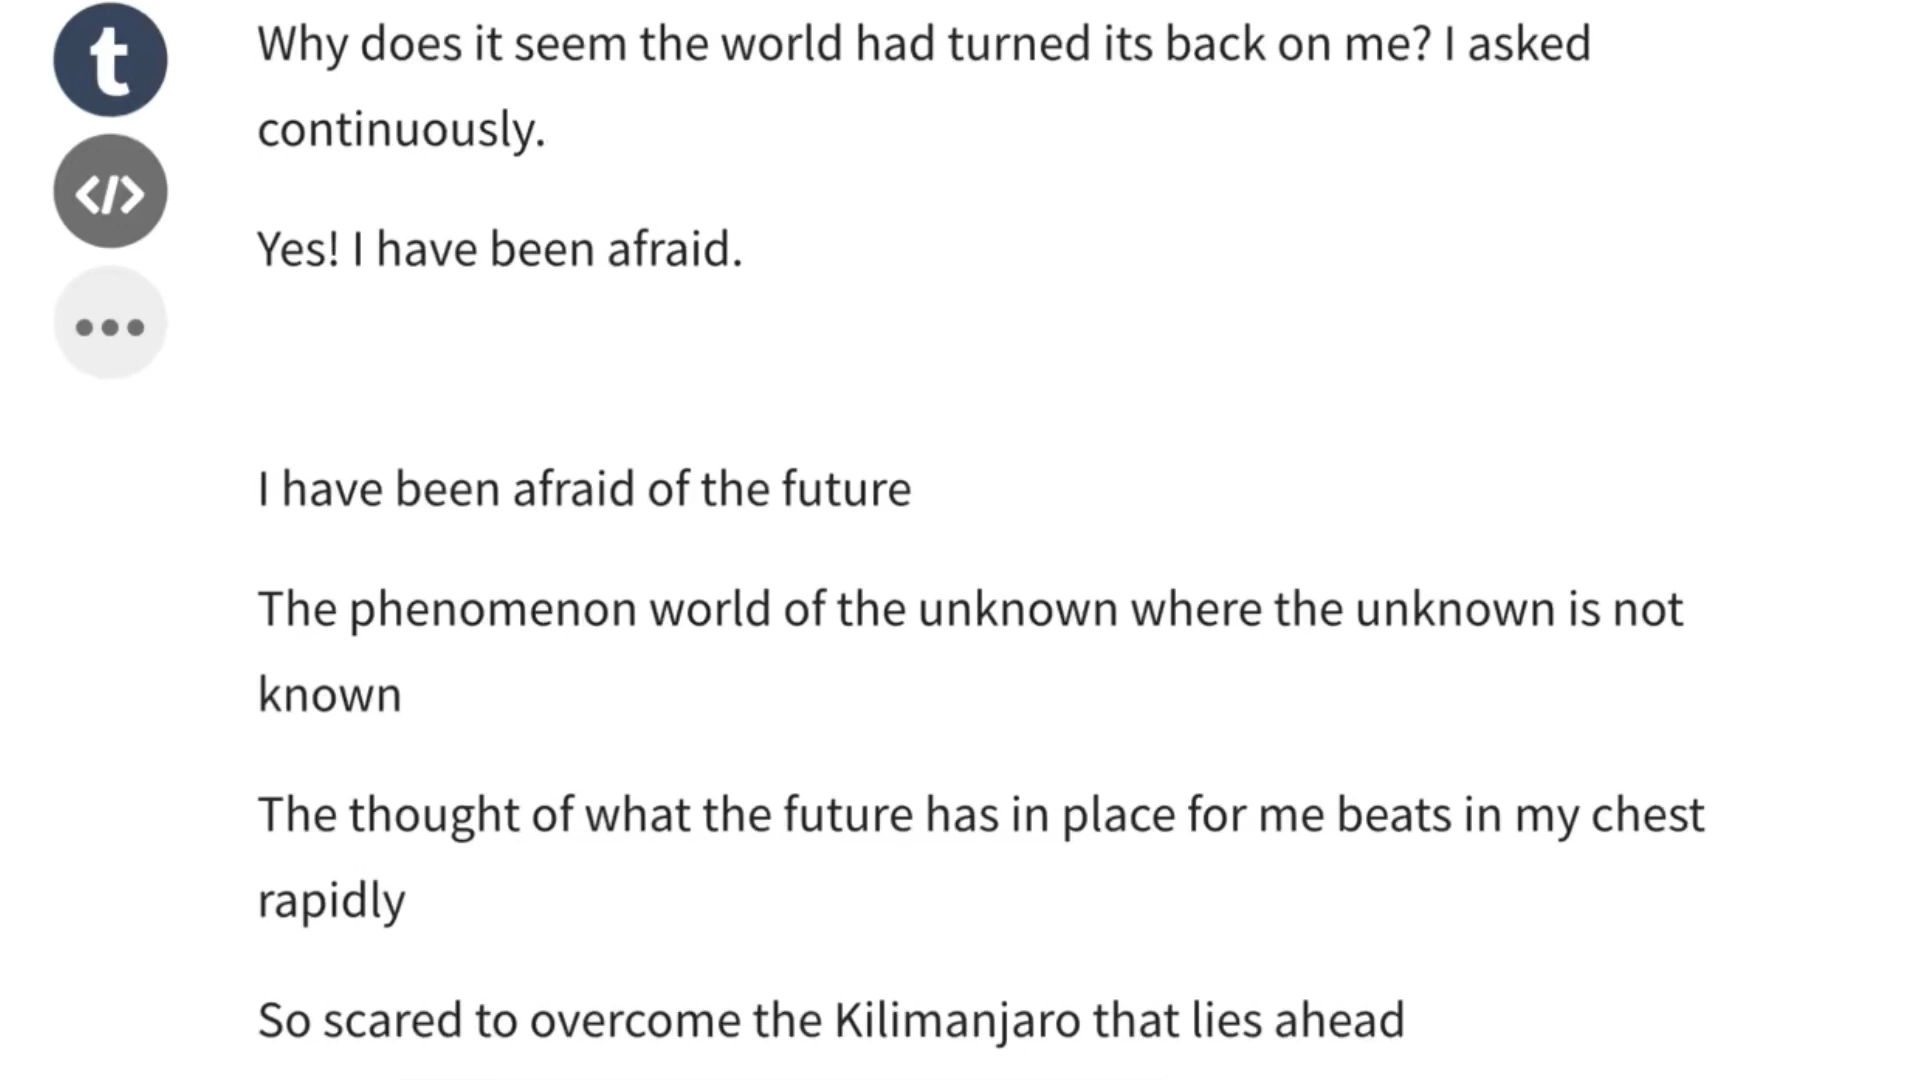 Why does it seem the world had turned its back on me? I asked
continuously.
Yes! I have been afraid.
I have been afraid of the future
The phenomenon world of the unknown where the unknown is not
known
The thought of what the future has in place for me beats in my chest
rapidly
So scared to overcome the Kilimanjaro that lies ahead